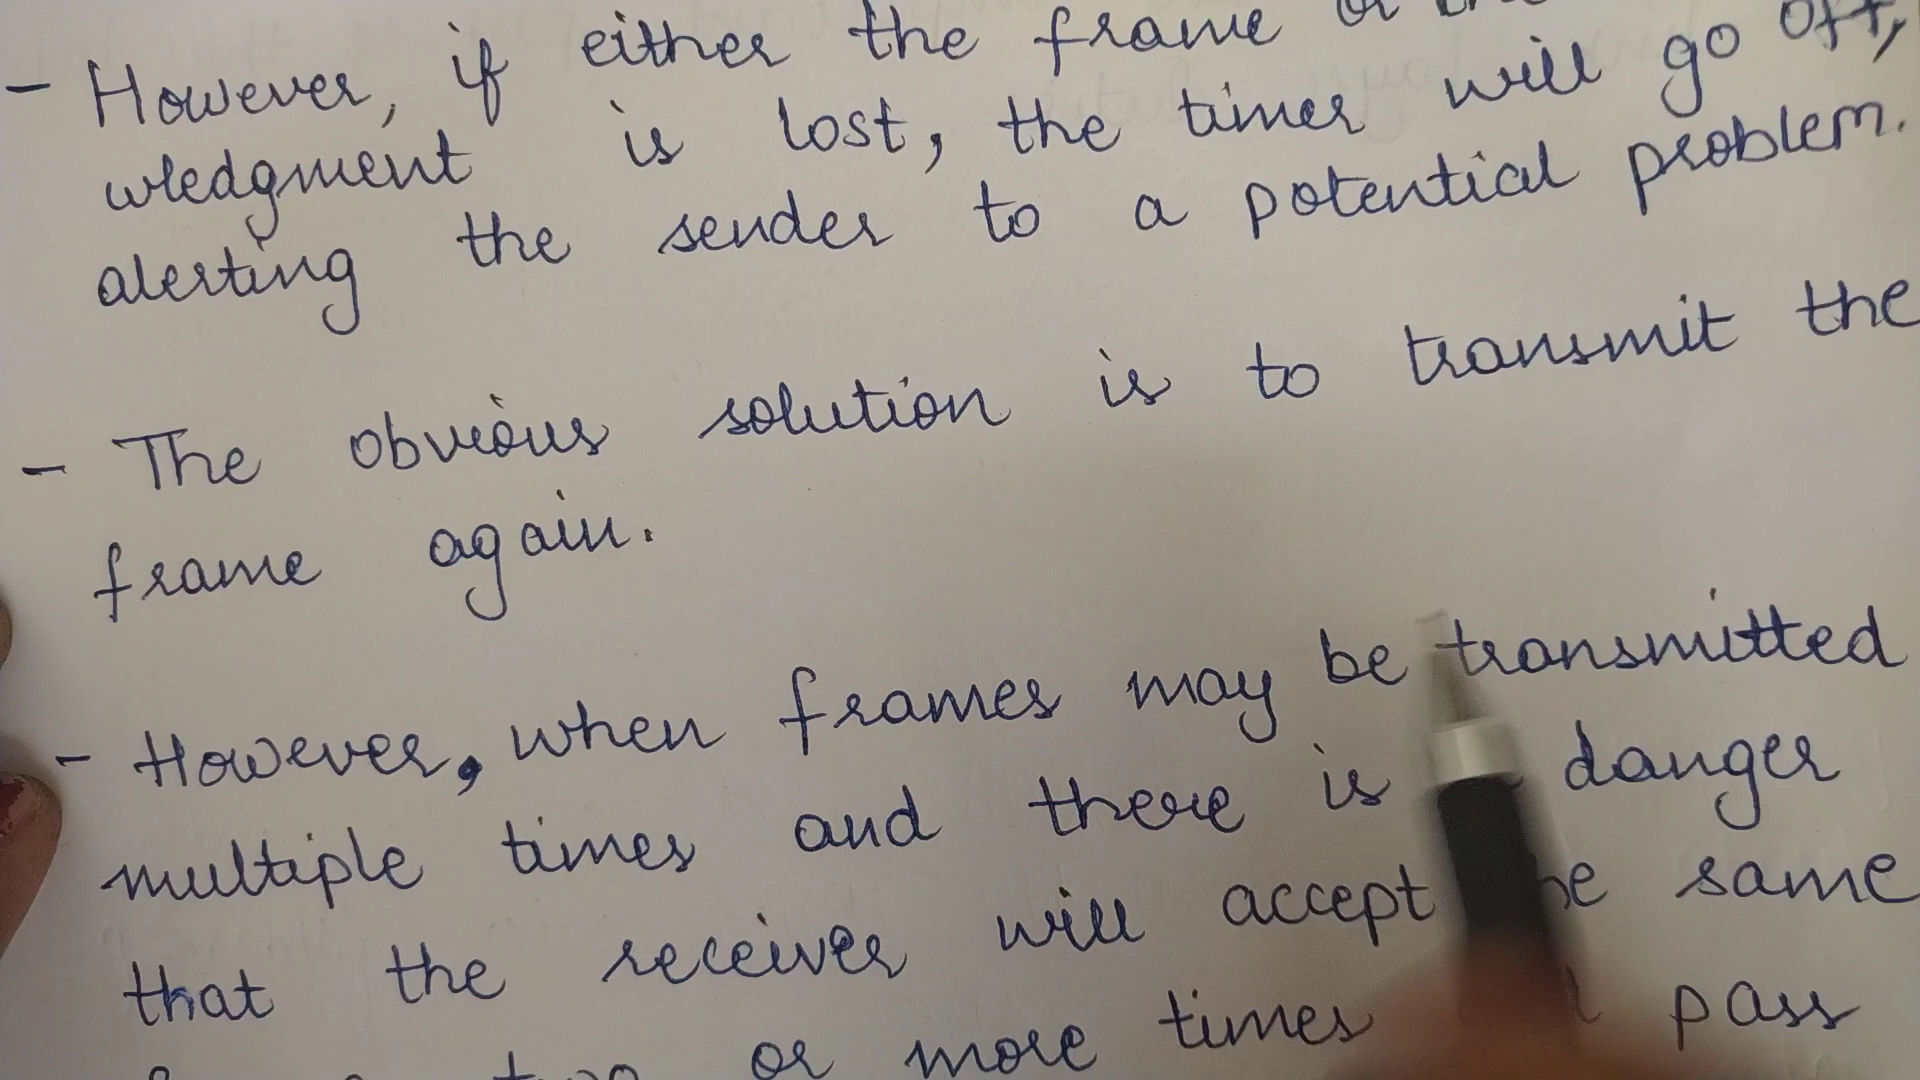 - However, if either the frame or
wledgment is lost, the timer will go off,
alerting the sender to a potential problem.
- The obvious solution is to transmit the
frame again.
- However, when frames may be transmitted
multiple times and there is danger
that the receiver will accept same
two or more times pass